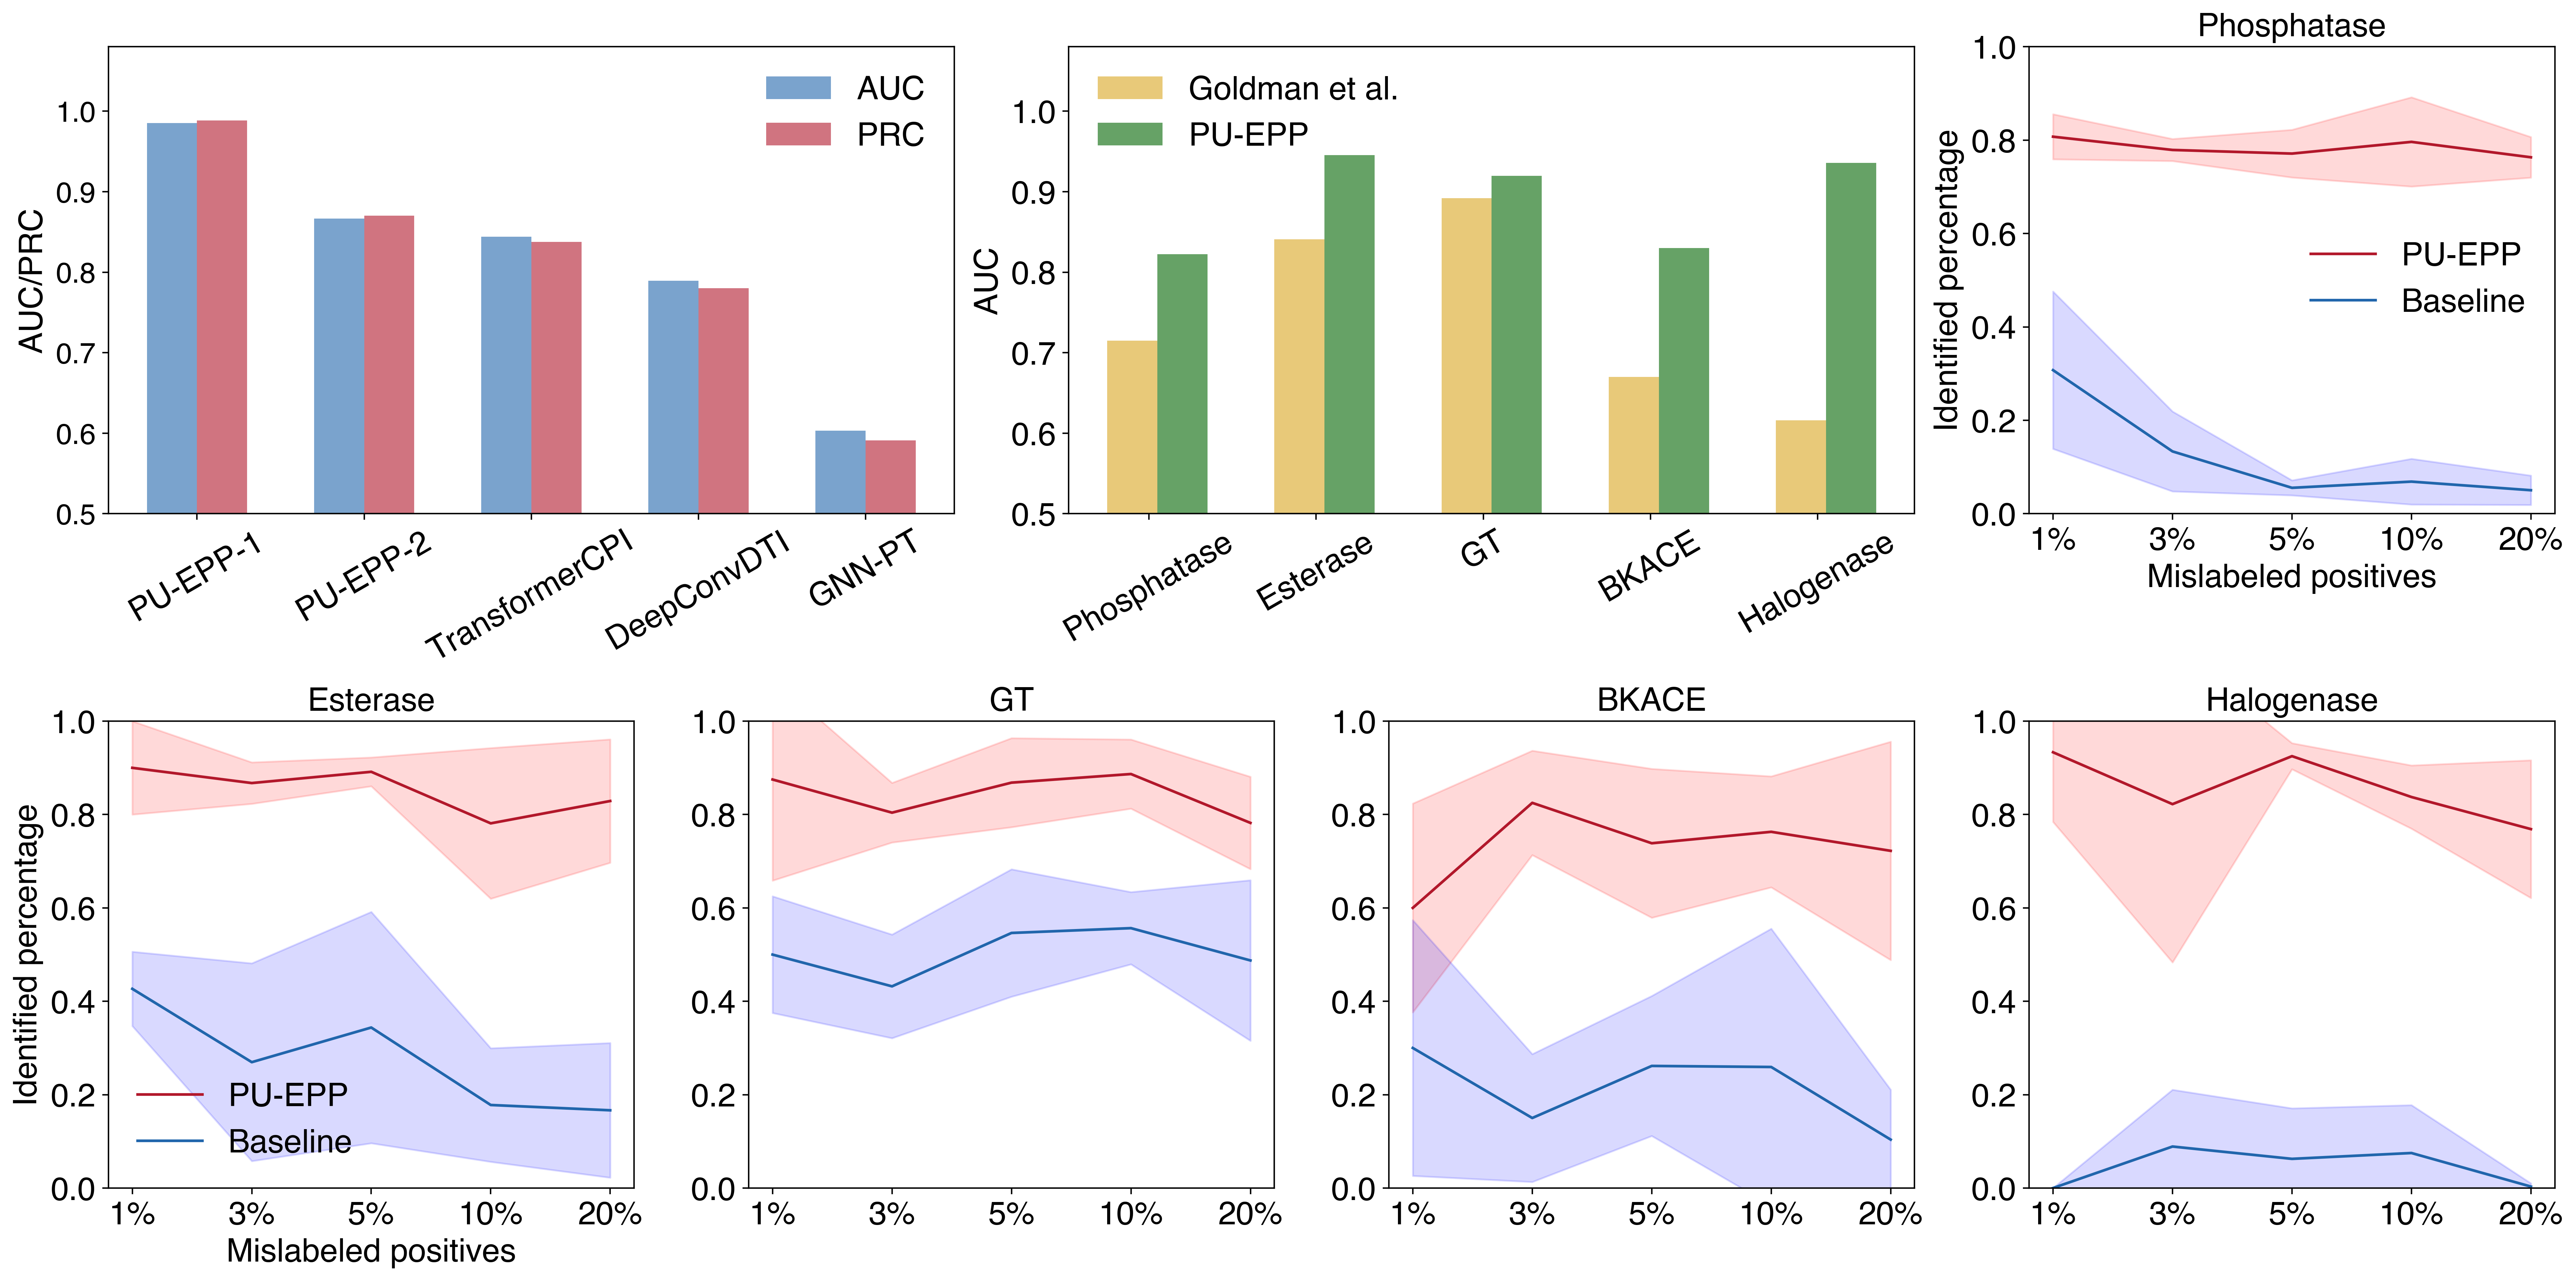 AUC/PRC
1.0
0.9
0.8
0.7
0.6
0.5
AUC
PRC
PU-EPP-1
PU-EPP-2
TransformerCPI
DeepConvDTI
GNN-PT
AUC
1.0
0.9
0.8
0.7
0.6
0.5
Goldman et al.
PU-EPP
Phosphatase
Esterase
GT
BKACE
Halogenase
Phosphatase
Identified percentage
1.0
0.8
0.6
0.4
0.2
0.0
PU-EPP
Baseline
1% 3% 5% 10% 20%
Mislabeled positives
Esterase
Identified percentage
1.0
0.8
0.6
0.4
0.2
0.0
PU-EPP
Baseline
1% 3% 5% 10% 20%
Mislabeled positives
GT
1.0
0.8
0.6
0.4
0.2
0.0
1% 3% 5% 10% 20%
BKACE
1.0
0.8
0.6
0.4
0.2
0.0
1% 3% 5% 10% 20%
Halogenase
1.0
0.8
0.6
0.4
0.2
0.0
1% 3% 5% 10% 20%